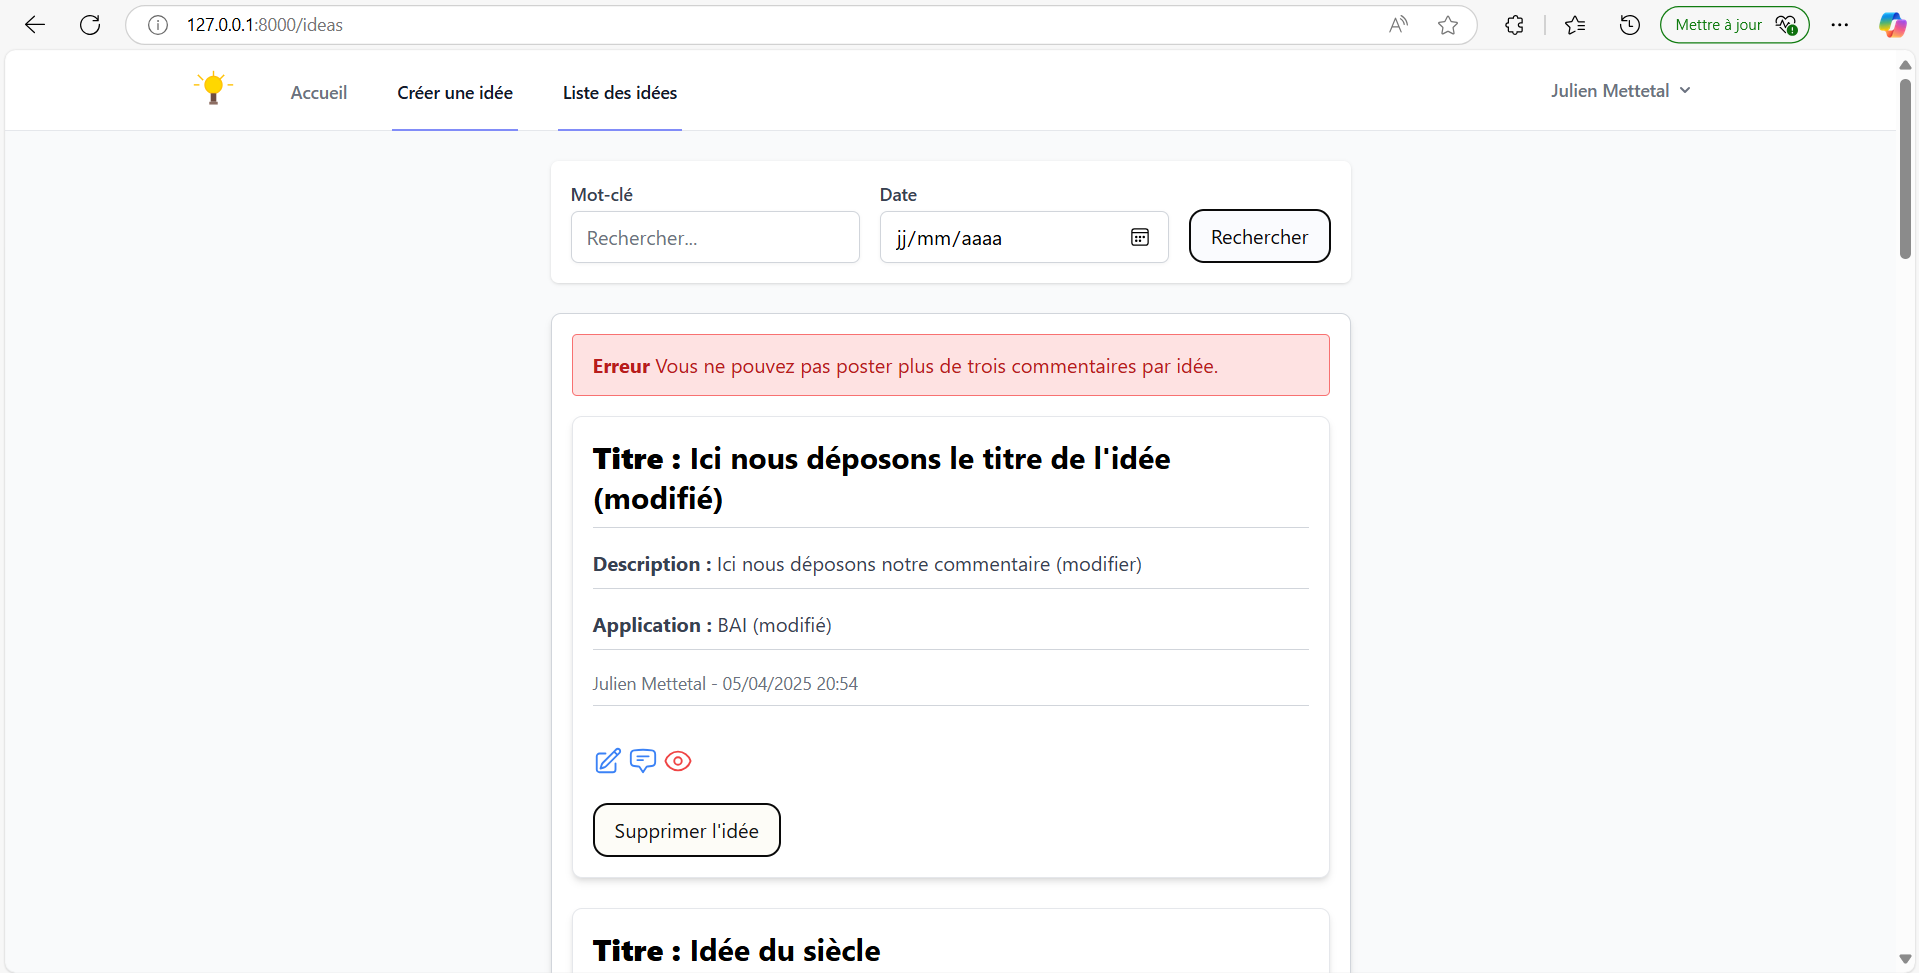 127.0.0.1:8000/ideas
Mettre à jour
Accueil
Créer une idée
Liste des idées
Julien Mettetal
Mot-clé
Date
Rechercher...
jj/mm/aaaa
Rechercher
Erreur Vous ne pouvez pas poster plus de trois commentaires par idée.
Titre : Ici nous déposons le titre de l'idée
(modifié)
Description : Ici nous déposons notre commentaire (modifier)
Application : BAI (modifié)
Julien Mettetal - 05/04/2025 20:54
Supprimer l'idée
Titre : Idée du siècle